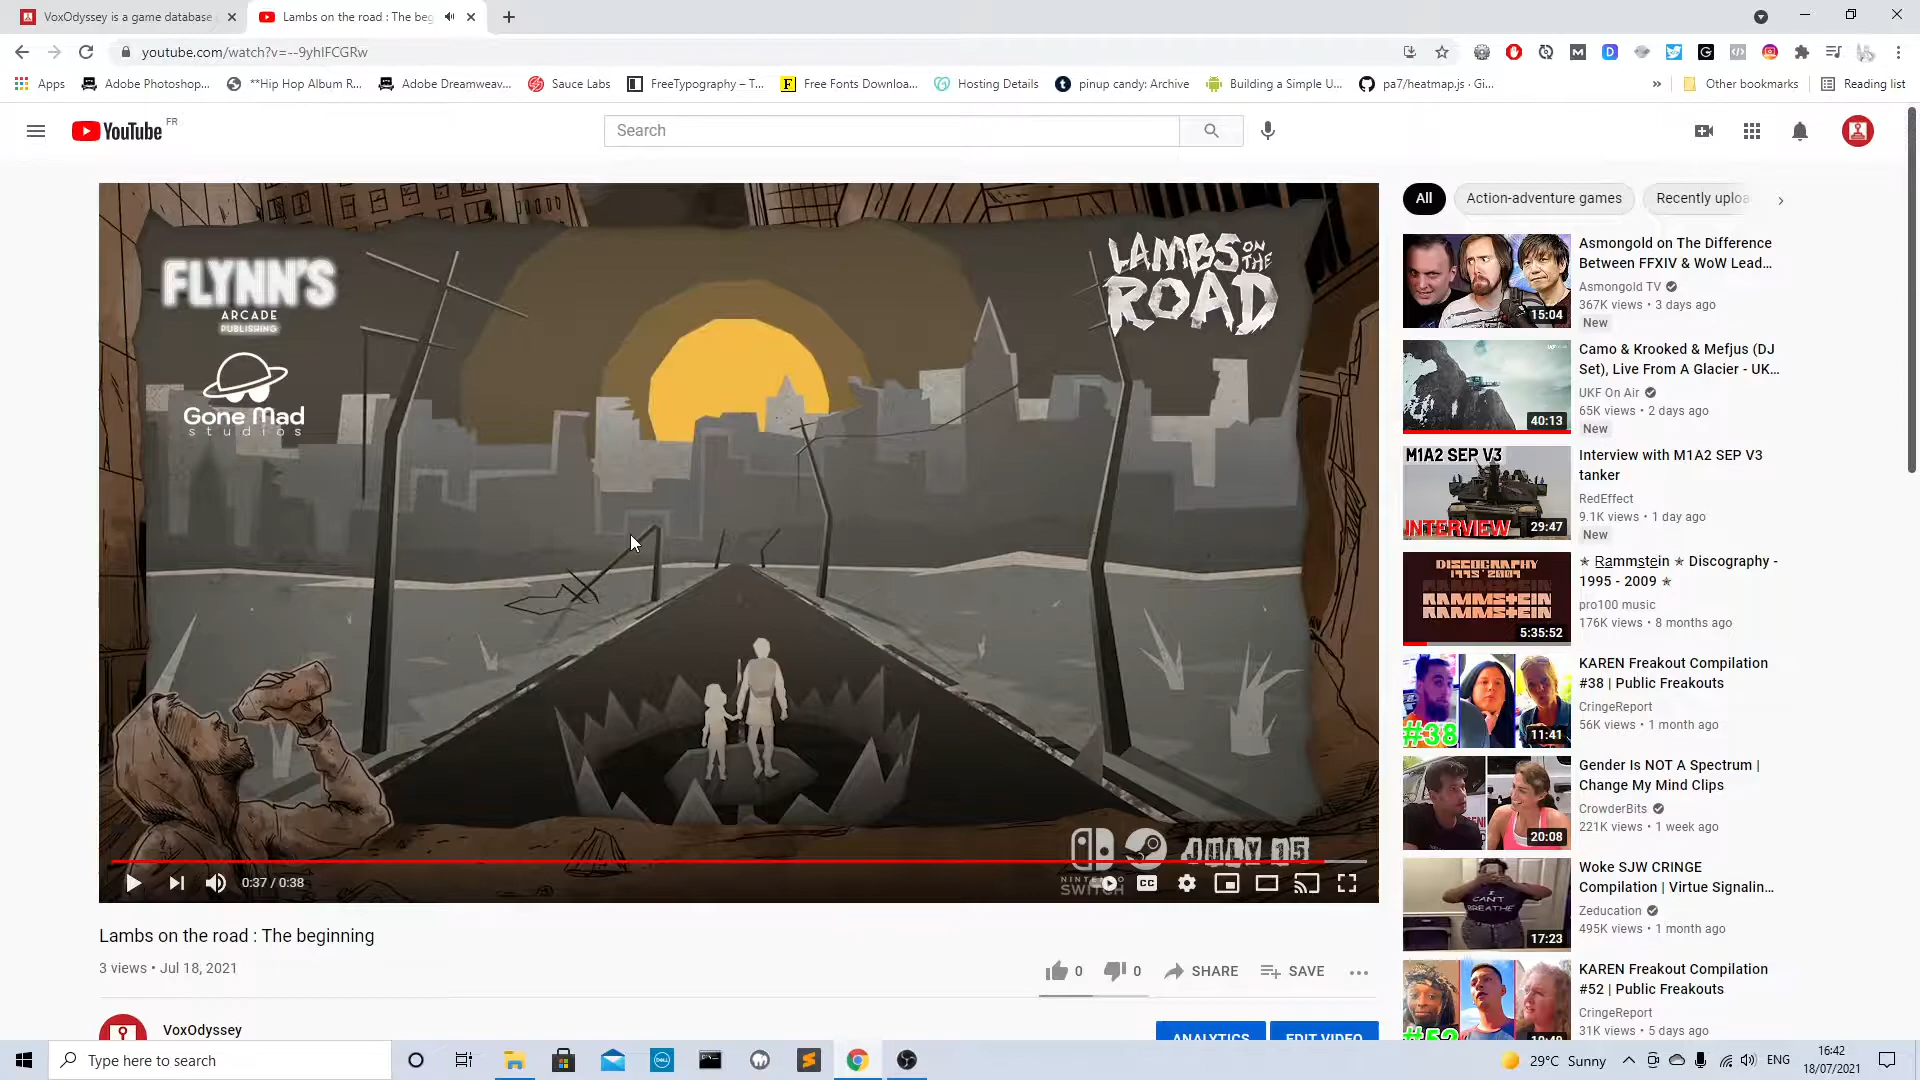 VoxOdyssey is a game database
Lambs on the road : The beg
youtube.com/watch?v=--9yhIFCGRw
Apps
Adobe Photoshop...
**Hip Hop Album R...
Adobe Dreamweav...
Sauce Labs
FreeTypography – T...
Free Fonts Downloa...
Hosting Details
pinup candy: Archive
Building a Simple U...
pa7/heatmap.js · Gi...
»
Other bookmarks
Reading list
YouTube FR
Search
FLYNN'S
ARCADE
PUBLISHING
Gone Mad
studios
LAMBS ON THE
ROAD
NINTENDO
SWITCH
JULY 15
0:37 / 0:38
CC
Lambs on the road : The beginning
3 views • Jul 18, 2021
0
0
SHARE
SAVE
VoxOdyssey
ANALYTICS
EDIT VIDEO
All
Action-adventure games
Recently uploa
15:04
Asmongold on The Difference
Between FFXIV & WoW Lead...
Asmongold TV
367K views • 3 days ago
New
40:13
Camo & Krooked & Mefjus (DJ
Set), Live From A Glacier - UK...
UKF On Air
65K views • 2 days ago
New
M1A2 SEP V3
INTERVIEW
29:47
Interview with M1A2 SEP V3
tanker
RedEffect
9.1K views • 1 day ago
New
DISCOGRAPHY
1995 - 2009
RAMMSTEIN
RAMMSTEIN
5:35:52
✶ Rammstein ✶ Discography -
1995 - 2009 ✶
pro100 music
176K views • 8 months ago
#38
11:41
KAREN Freakout Compilation
#38 | Public Freakouts
CringeReport
56K views • 1 month ago
20:08
Gender Is NOT A Spectrum |
Change My Mind Clips
CrowderBits
221K views • 1 week ago
I
CAN'T
BREATHE
17:23
Woke SJW CRINGE
Compilation | Virtue Signalin...
Zeducation
495K views • 1 month ago
#52
KAREN Freakout Compilation
#52 | Public Freakouts
CringeReport
31K views • 5 days ago
Type here to search
29°C Sunny
ENG
16:42
18/07/2021